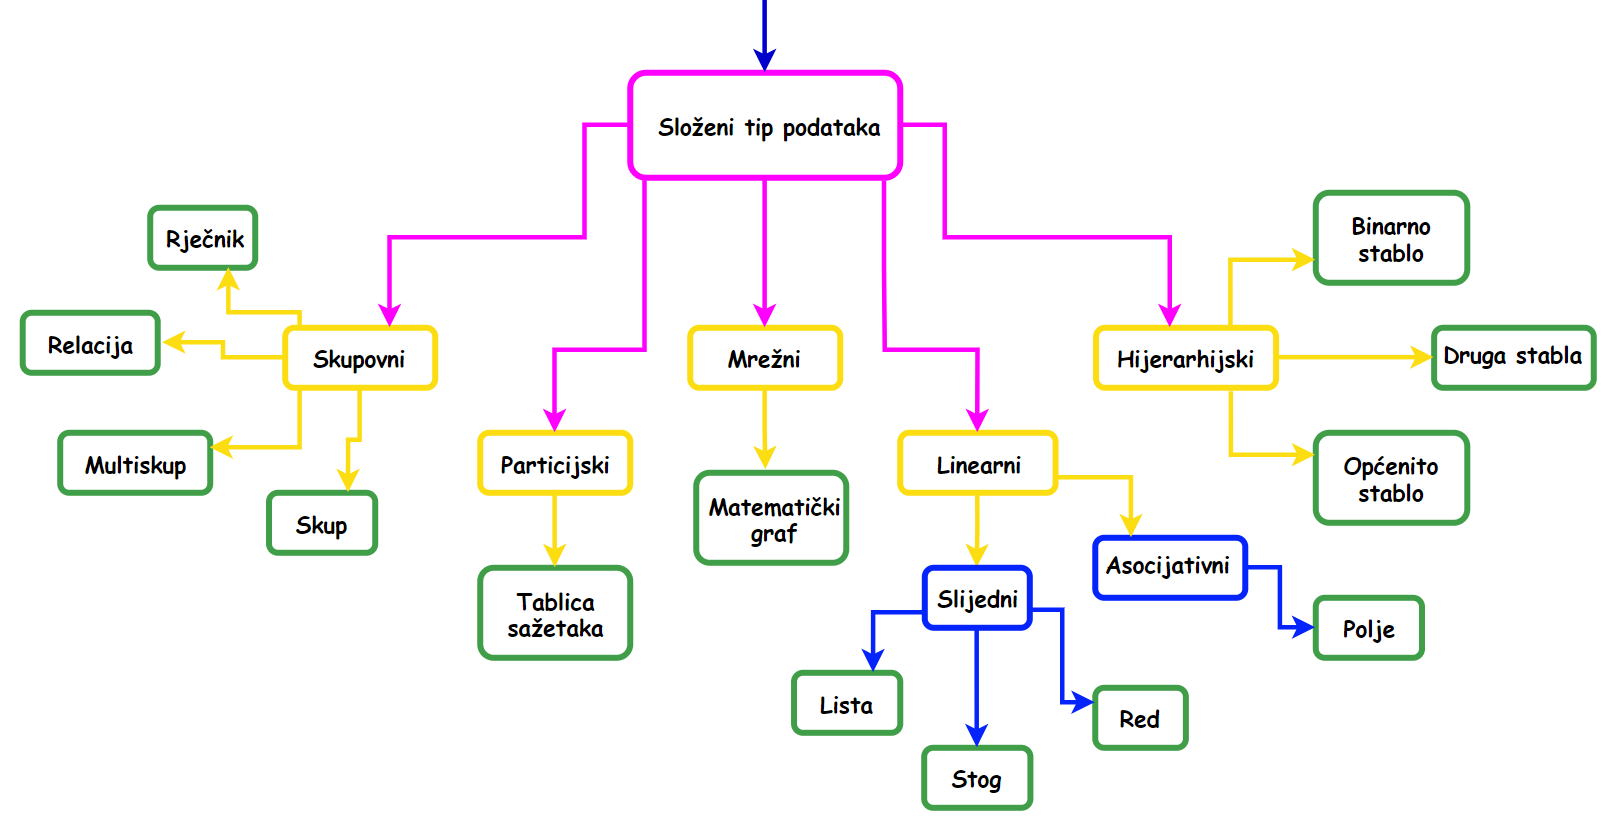 Složeni tip podataka
Rječnik
Binarno
stablo
Relacija
Skupovni
Mrežni
Hijerarhijski
Druga stabla
Multiskup
Particijski
Linearni
Općenito
stablo
Skup
Matematički
graf
Asocijativni
Tablica
sažetaka
Slijedni
Polje
Lista
Red
Stog